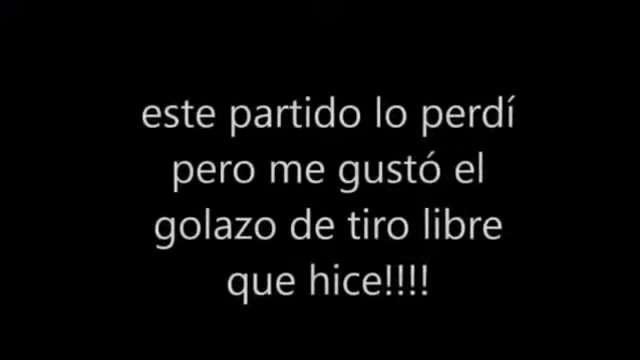 este partido lo perdí
pero me gustó el
golazo de tiro libre
que hice!!!!